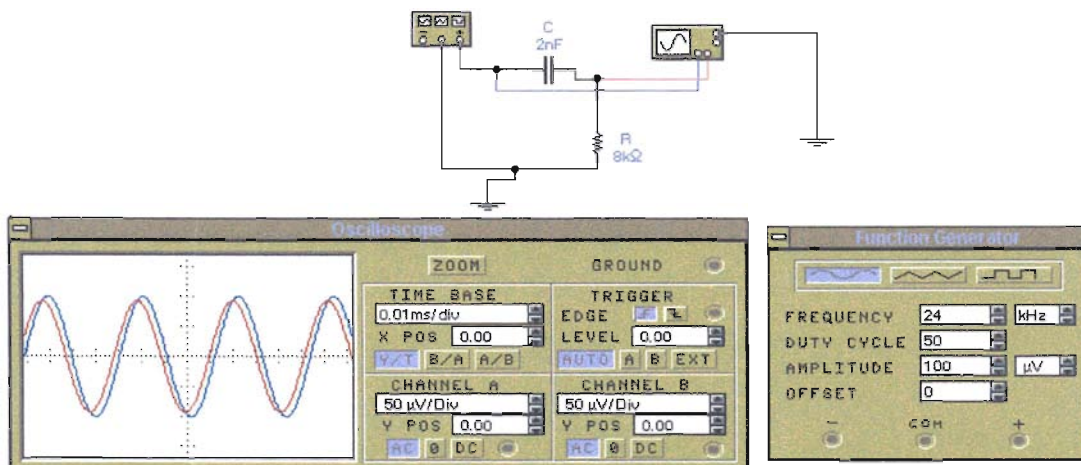 C
2nF
R
8kΩ
Oscilloscope
ZOOM GROUND
TIME BASE
0.01ms/div
X POS 0.00
Y/T B/A A/B
TRIGGER
EDGE
LEVEL 0.00
AUTO A B EXT
CHANNEL A
50 µV/Div
Y POS 0.00
AC 0 DC
CHANNEL B
50 µV/Div
Y POS 0.00
AC 0 DC
Function Generator
FREQUENCY 24 kHz
DUTY CYCLE 50
AMPLITUDE 100 µV
OFFSET 0
- COM +